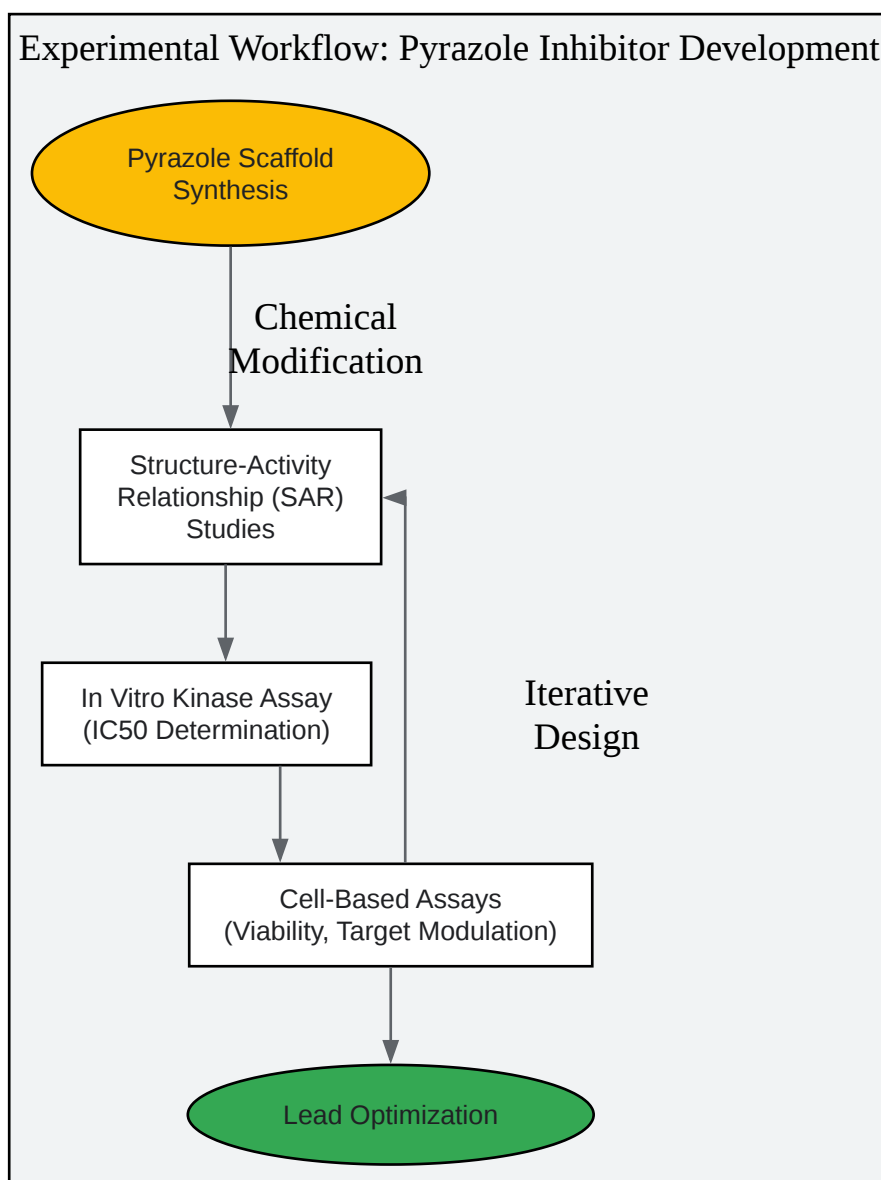 Experimental Workflow: Pyrazole Inhibitor Development
Pyrazole Scaffold
Synthesis
Chemical
Modification
Structure-Activity
Relationship (SAR)
Studies
In Vitro Kinase Assay
(IC50 Determination)
Iterative
Design
Cell-Based Assays
(Viability, Target Modulation)
Lead Optimization